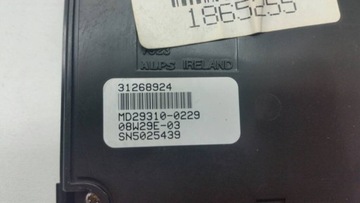 1865255
ALPS IRELAND
31268924
MD29310-0229
08W29E-03
SN5025439